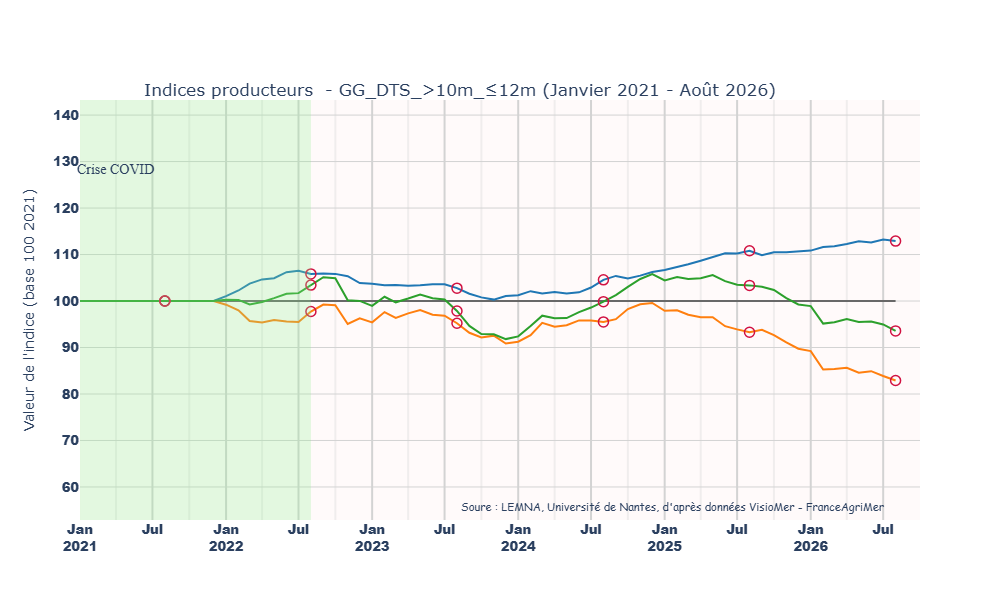 Indices producteurs - GG_DTS_>10m_≤12m (Janvier 2021 - Août 2026)
140
130
120
110
100
90
80
70
60
Valeur de l'indice (base 100 2021)
Crise COVID
Soure : LEMNA, Université de Nantes, d'après données VisioMer - FranceAgriMer
Jan Jul Jan Jul Jan Jul Jan Jul Jan Jul Jan Jul
2021 2022 2023 2024 2025 2026